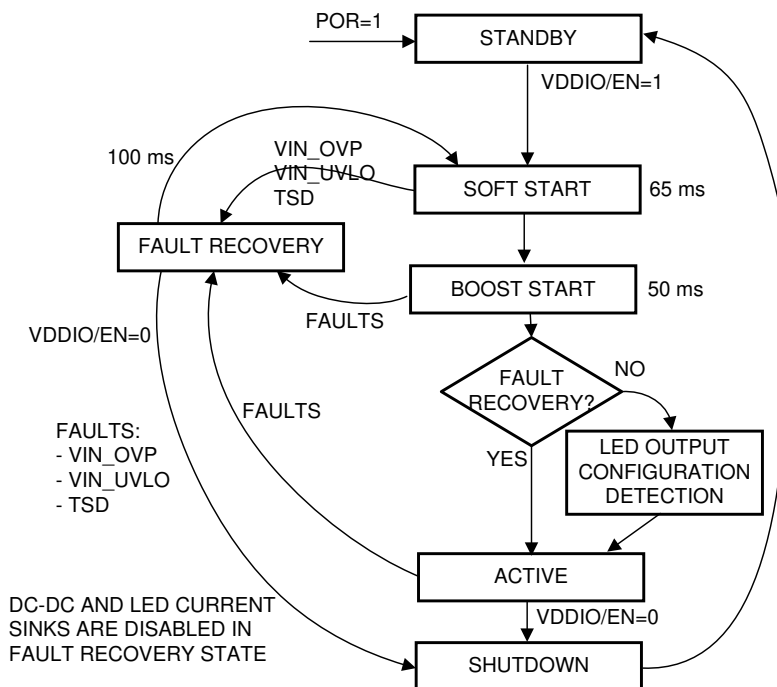 POR=1
STANDBY
VDDIO/EN=1
100 ms
VIN_OVP
VIN_UVLO
TSD
SOFT START
65 ms
FAULT RECOVERY
BOOST START
50 ms
FAULTS
VDDIO/EN=0
FAULT
RECOVERY?
NO
FAULTS
YES
LED OUTPUT
CONFIGURATION
DETECTION
FAULTS:
- VIN_OVP
- VIN_UVLO
- TSD
ACTIVE
VDDIO/EN=0
DC-DC AND LED CURRENT
SINKS ARE DISABLED IN
FAULT RECOVERY STATE
SHUTDOWN